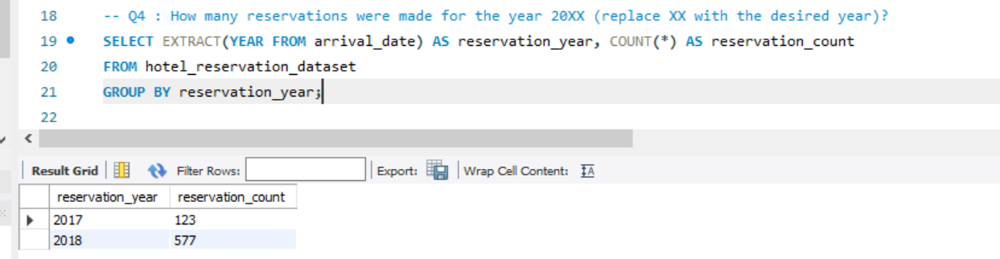 18 -- Q4 : How many reservations were made for the year 20XX (replace XX with the desired year)?
19 SELECT EXTRACT(YEAR FROM arrival_date) AS reservation_year, COUNT(*) AS reservation_count
20 FROM hotel_reservation_dataset
21 GROUP BY reservation_year;
22
Result Grid Filter Rows: Export: Wrap Cell Content: IA
reservation_year reservation_count
2017 123
2018 577